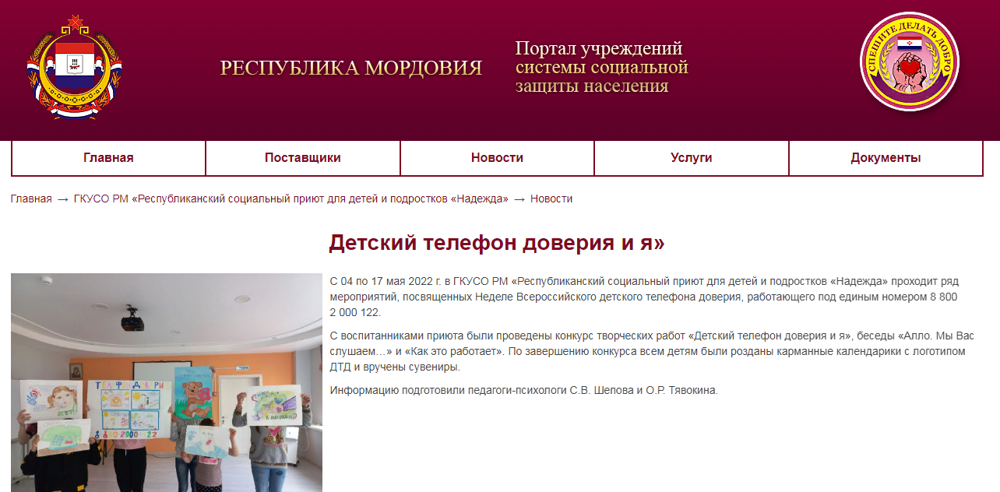 РЕСПУБЛИКА МОРДОВИЯ
Портал учреждений
системы социальной
защиты населения
СПЕШИТЕ ДЕЛАТЬ ДОБРО
Главная
Поставщики
Новости
Услуги
Документы
Главная → ГКУСО РМ «Республиканский социальный приют для детей и подростков «Надежда» → Новости
Детский телефон доверия и я»
С 04 по 17 мая 2022 г. в ГКУСО РМ «Республиканский социальный приют для детей и подростков «Надежда» проходит ряд
мероприятий, посвященных Неделе Всероссийского детского телефона доверия, работающего под единым номером 8 800
2 000 122.
С воспитанниками приюта были проведены конкурс творческих работ «Детский телефон доверия и я», беседы «Алло. Мы Вас
слушаем…» и «Как это работает». По завершению конкурса всем детям были розданы карманные календарики с логотипом
ДТД и вручены сувениры.
Информацию подготовили педагоги-психологи С.В. Шепова и О.Р. Тявокина.
ТЕЛЕФОН ДОВЕРИ